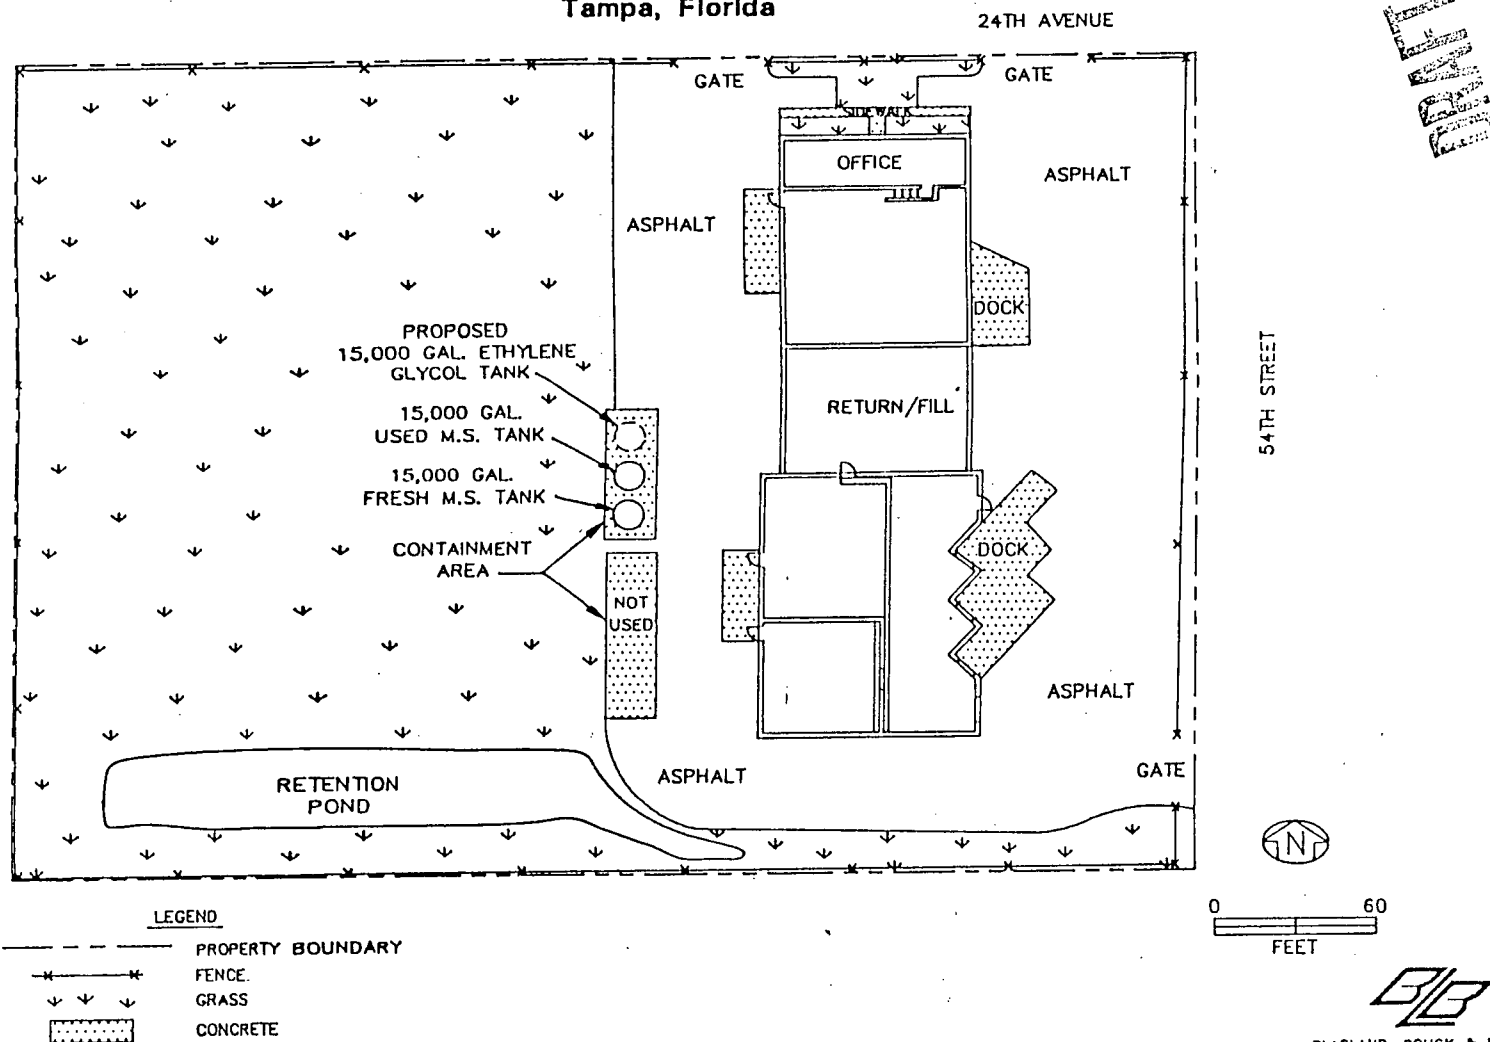 Tampa, Florida
24TH AVENUE
GATE
GATE
SIDEWALK
OFFICE
ASPHALT
ASPHALT
DOCK
PROPOSED
15,000 GAL. ETHYLENE
GLYCOL TANK
54TH STREET
15,000 GAL.
USED M.S. TANK
RETURN/FILL
15,000 GAL.
FRESH M.S. TANK
CONTAINMENT
AREA
DOCK
NOT
USED
ASPHALT
ASPHALT
GATE
RETENTION
POND
N
0 60
FEET
LEGEND
PROPERTY BOUNDARY
FENCE.
GRASS
CONCRETE